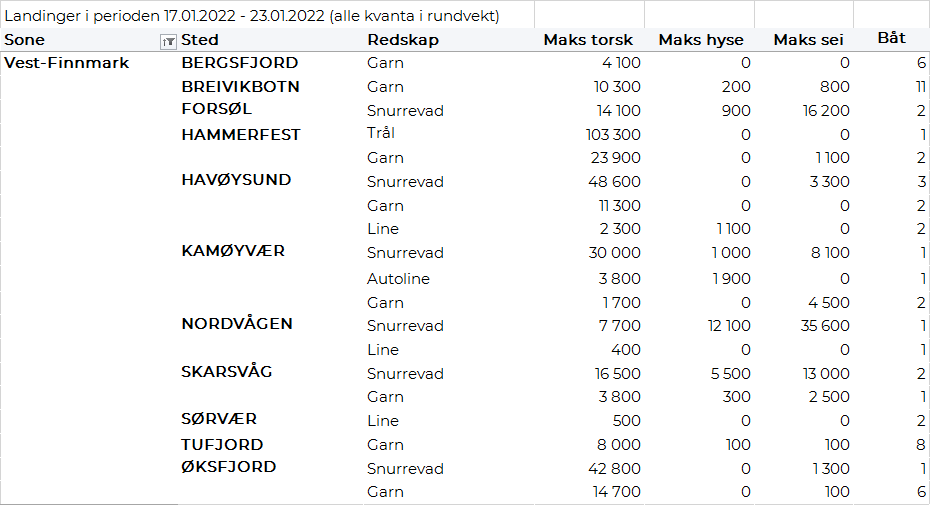 Landinger i perioden 17.01.2022 - 23.01.2022 (alle kvanta i rundvekt)
Sone Sted Redskap Maks torsk Maks hyse Maks sei Båt
Vest-Finnmark BERGSFJORD Garn 4 100 0 0 6
BREIVIKBOTN Garn 10 300 200 800 11
FORSØL Snurrevad 14 100 900 16 200 2
HAMMERFEST Trål 103 300 0 0 1
Garn 23 900 0 1 100 2
HAVØYSUND Snurrevad 48 600 0 3 300 3
Garn 11 300 0 0 2
Line 2 300 1 100 0 2
KAMØYVÆR Snurrevad 30 000 1 000 8 100 1
Autoline 3 800 1 900 0 1
Garn 1 700 0 4 500 2
NORDVÅGEN Snurrevad 7 700 12 100 35 600 1
Line 400 0 0 1
SKARSVÅG Snurrevad 16 500 5 500 13 000 2
Garn 3 800 300 2 500 1
SØRVÆR Line 500 0 0 2
TUFJORD Garn 8 000 100 100 8
ØKSFJORD Snurrevad 42 800 0 1 300 1
Garn 14 700 0 100 6